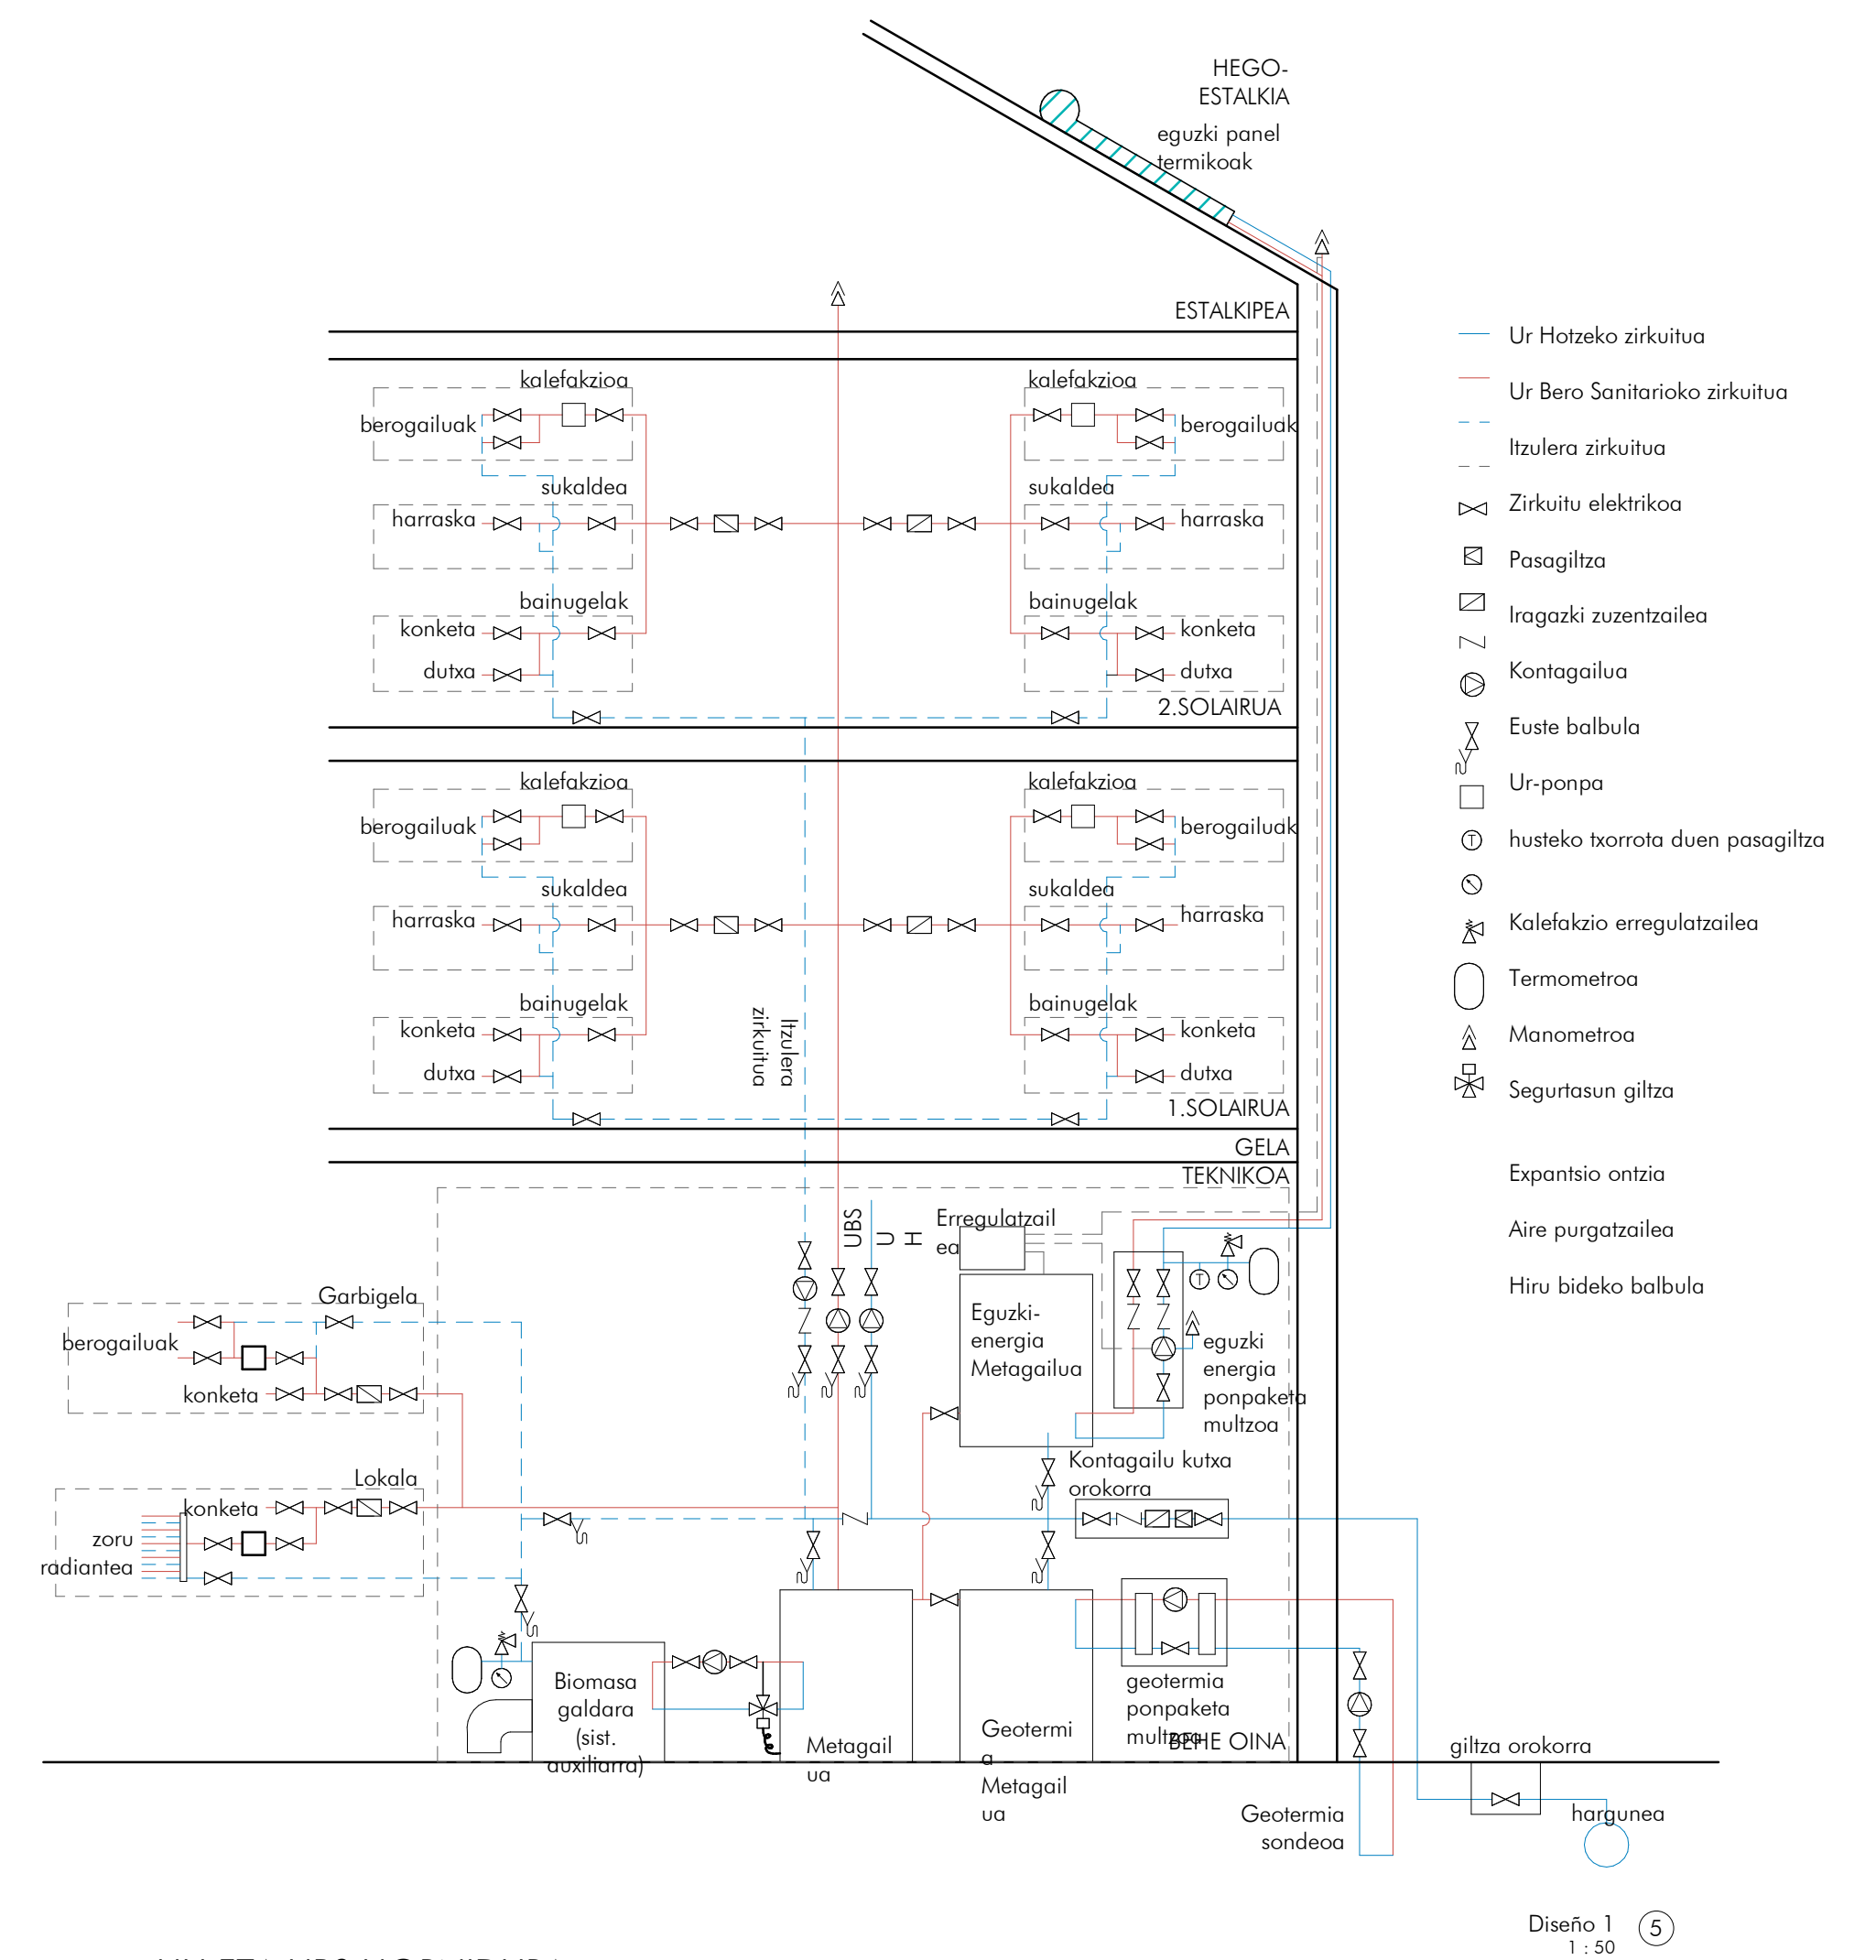 HEGO-
ESTALKIA
eguzki panel
termikoak
ESTALKIPEA
kalefakzioa
berogailuak
sukaldea
harraska
bainugelak
konketa
dutxa
kalefakzioa
berogailuak
sukaldea
harraska
bainugelak
konketa
dutxa
2.SOLAIRUA
kalefakzioa
berogailuak
sukaldea
harraska
bainugelak
konketa
dutxa
Itzulera
zirkuitua
kalefakzioa
berogailuak
sukaldea
harraska
bainugelak
konketa
dutxa
1.SOLAIRUA
GELA
TEKNIKOA
UBS
U
H
Erregulatzail
ea
Eguzki-
energia
Metagailua
T
eguzki
energia
ponpaketa
multzoa
Garbigela
berogailuak
konketa
Lokala
konketa
zoru
radiantea
Kontagailu kutxa
orokorra
Biomasa
galdara
(sist.
auxiliarra)
Metagail
ua
Geotermi
a
Metagail
ua
geotermia
ponpaketa
multzoa
BEHE OINA
Geotermia
sondeoa
giltza orokorra
hargunea
Ur Hotzeko zirkuitua
Ur Bero Sanitarioko zirkuitua
Itzulera zirkuitua
Zirkuitu elektrikoa
Pasagiltza
Iragazki zuzentzailea
Kontagailua
Euste balbula
Ur-ponpa
T
husteko txorrota duen pasagiltza
Kalefakzio erregulatzailea
Termometroa
Manometroa
Segurtasun giltza
Expantsio ontzia
Aire purgatzailea
Hiru bideko balbula
Diseño 1
5
1 : 50